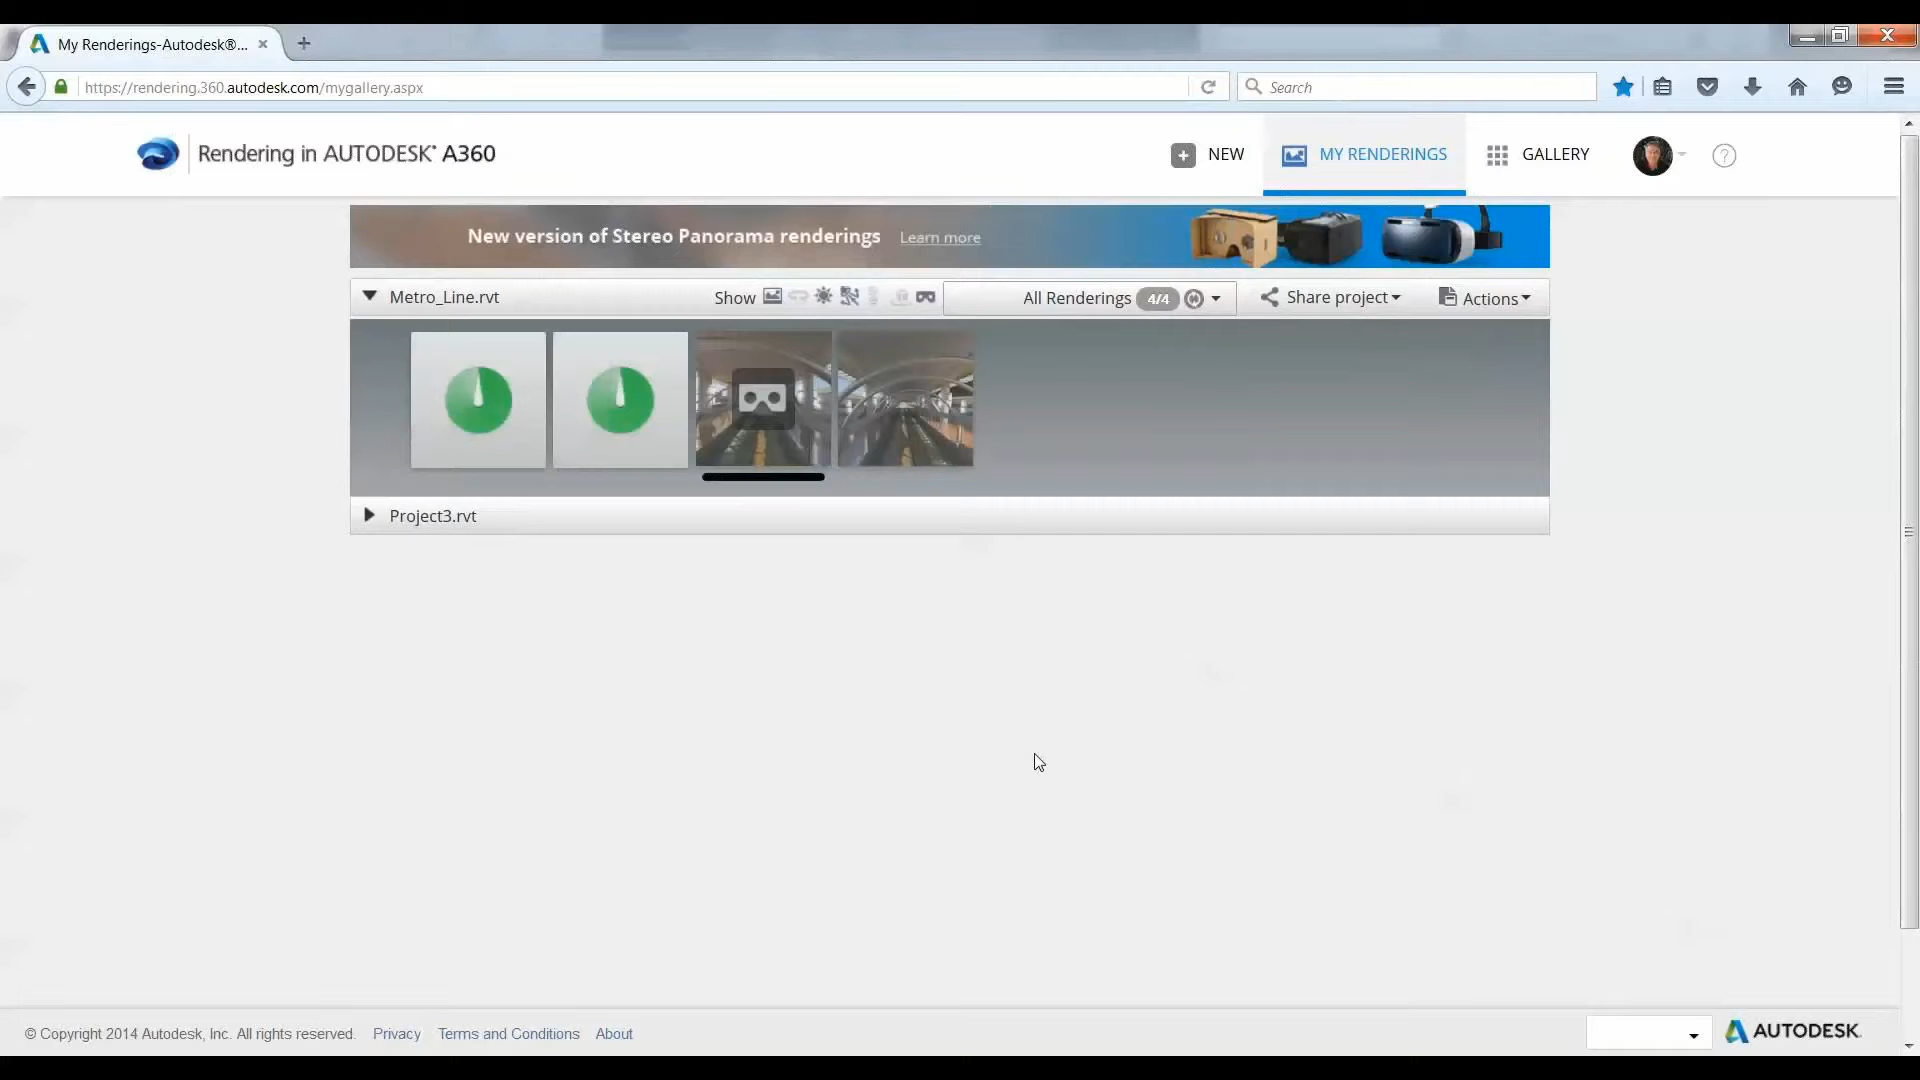 My Renderings-Autodesk®...
https://rendering.360.autodesk.com/mygallery.aspx
Search
Rendering in AUTODESK® A360
NEW
MY RENDERINGS
GALLERY
?
New version of Stereo Panorama renderings Learn more
Metro_Line.rvt
Show
All Renderings 4/4
Share project
Actions
Project3.rvt
© Copyright 2014 Autodesk, Inc. All rights reserved. Privacy Terms and Conditions About
AUTODESK.